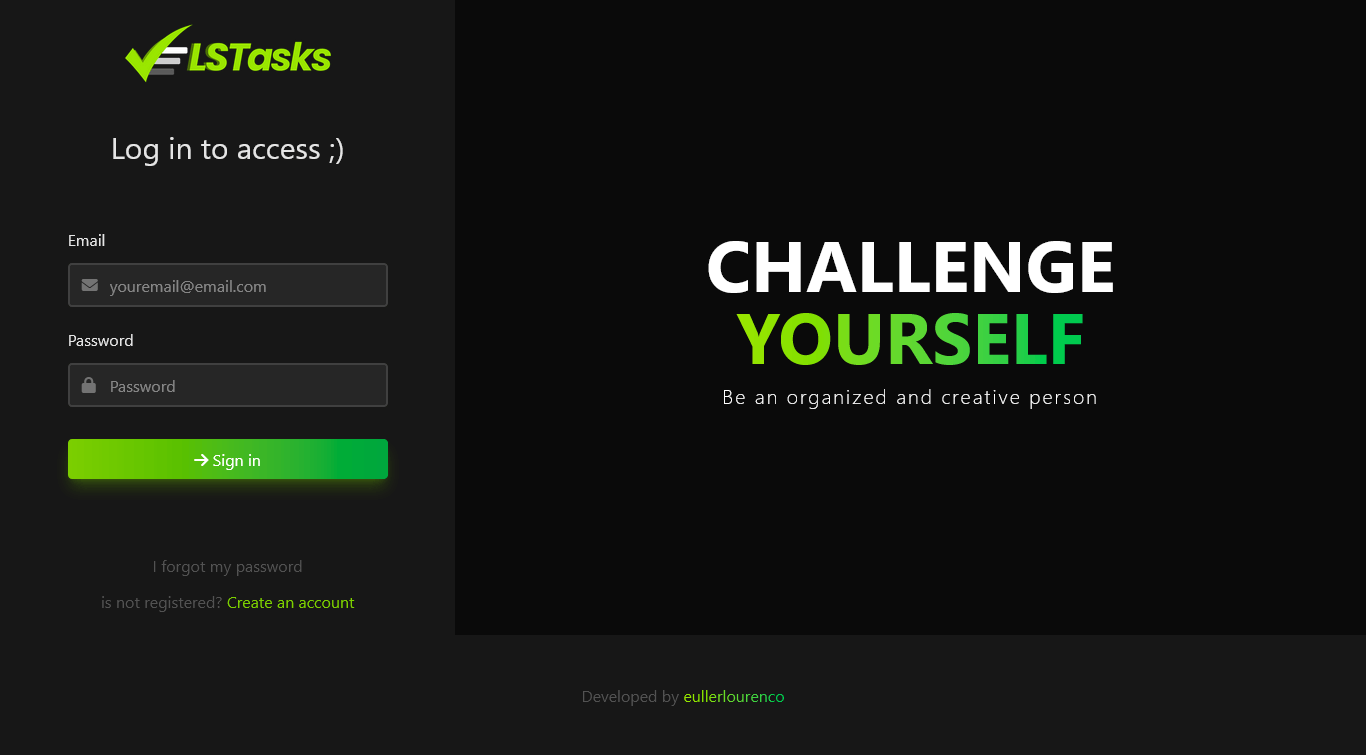 LSTasks
Log in to access ;)
Email
youremail@email.com
Password
Password
Sign in
I forgot my password
is not registered? Create an account
CHALLENGE
YOURSELF
Be an organized and creative person
Developed by eullerlourenco